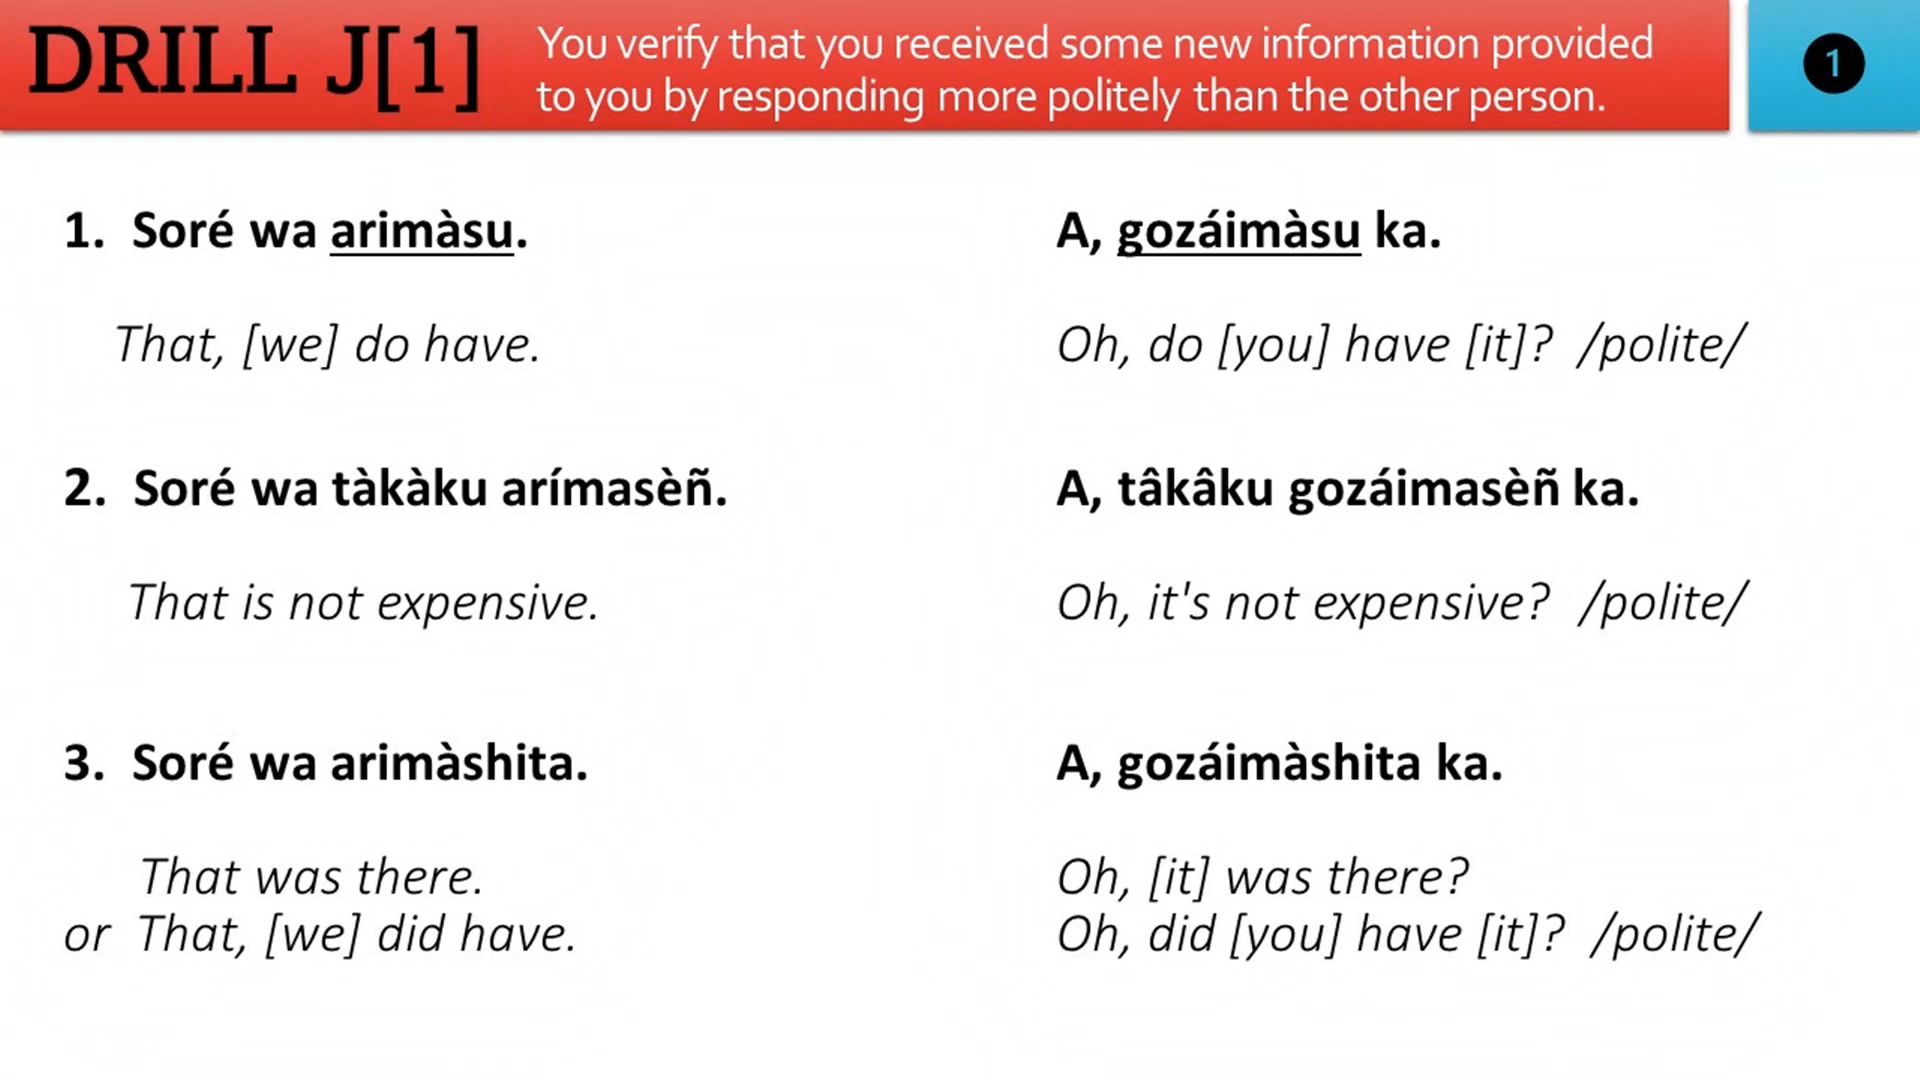 DRILL J[1]
You verify that you received some new information provided
to you by responding more politely than the other person.
1
1. Soré wa arimàsu.
A, gozáimàsu ka.
That, [we] do have.
Oh, do [you] have [it]? /polite/
2. Soré wa tàkàku arímasèñ.
A, tâkâku gozáimasèñ ka.
That is not expensive.
Oh, it's not expensive? /polite/
3. Soré wa arimàshita.
A, gozáimàshita ka.
That was there.
Oh, [it] was there?
or That, [we] did have.
Oh, did [you] have [it]? /polite/